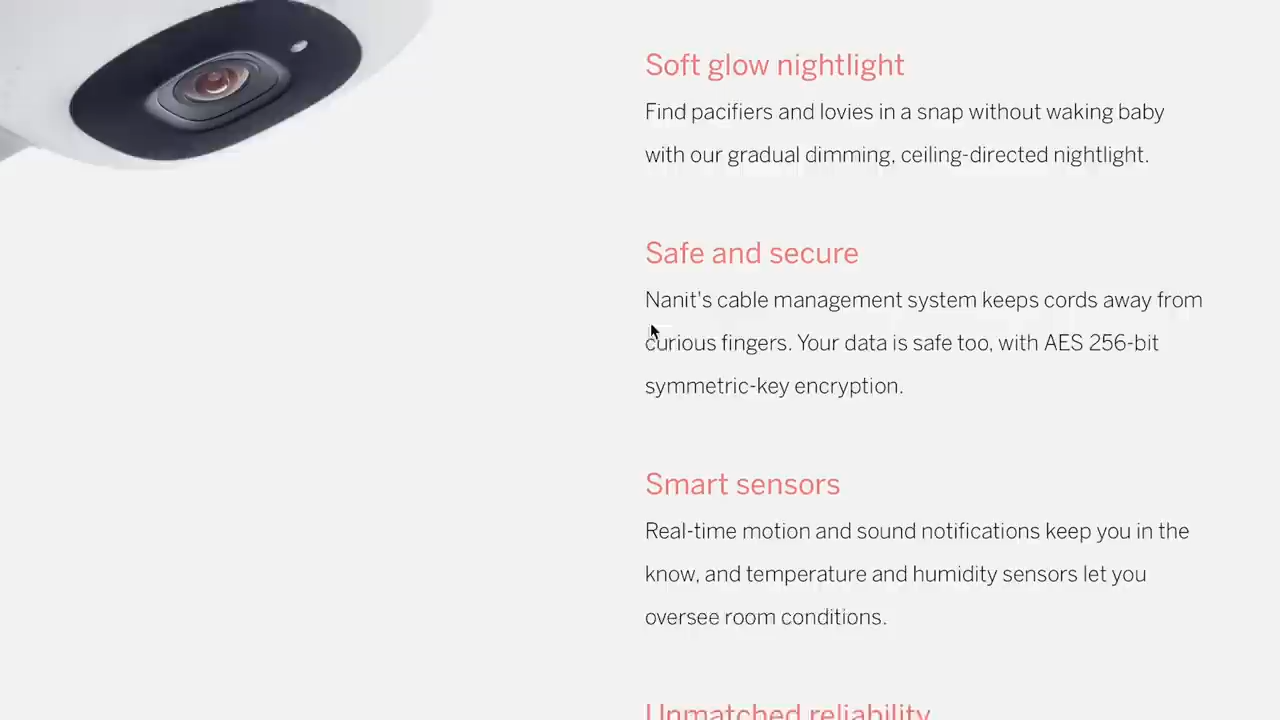 Soft glow nightlight
Find pacifiers and lovies in a snap without waking baby
with our gradual dimming, ceiling-directed nightlight.
Safe and secure
Nanit's cable management system keeps cords away from
curious fingers. Your data is safe too, with AES 256-bit
symmetric-key encryption.
Smart sensors
Real-time motion and sound notifications keep you in the
know, and temperature and humidity sensors let you
oversee room conditions.
Unmatched reliability